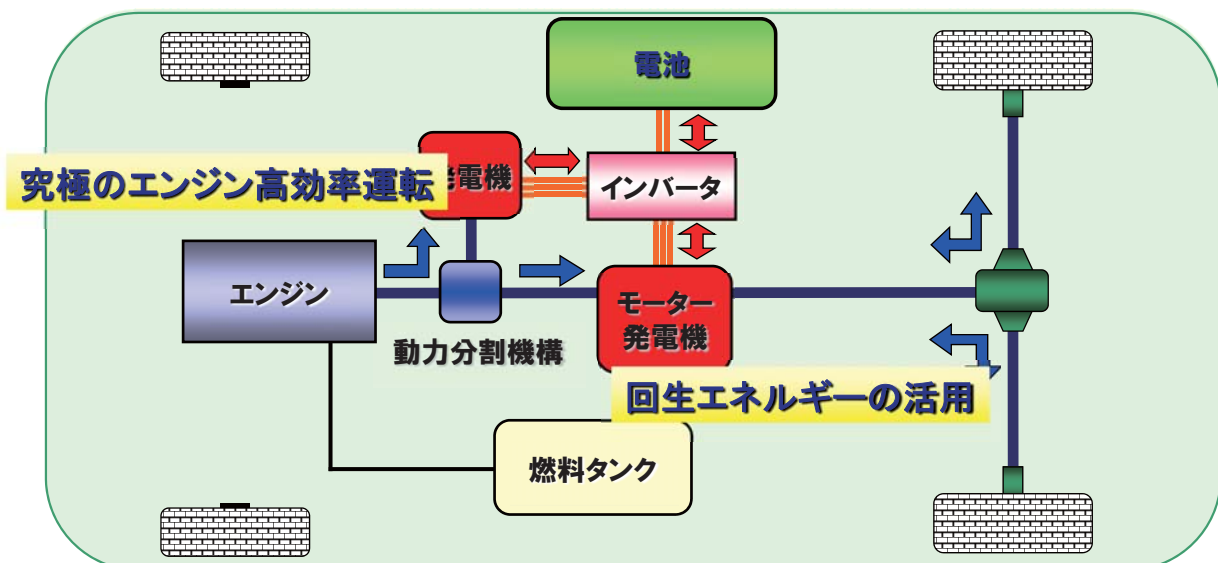 電池
究極のエンジン高効率運転
発電機
インバータ
エンジン
モーター
発電機
動力分割機構
回生エネルギーの活用
燃料タンク